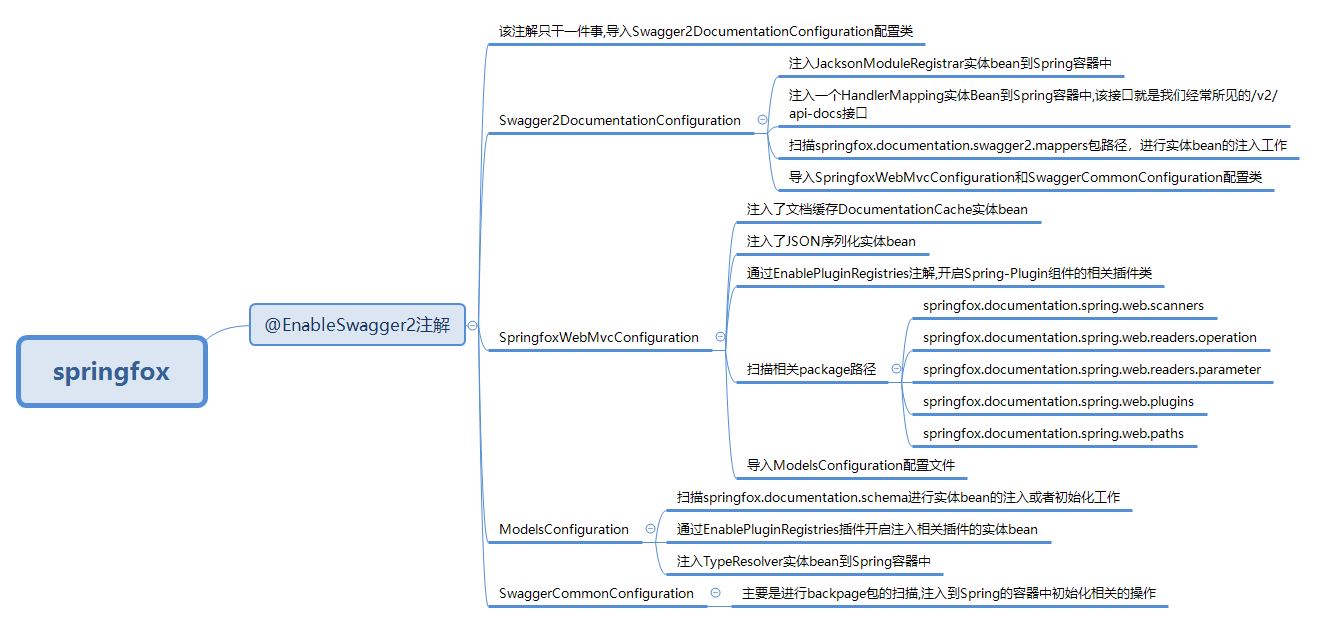 springfox
@EnableSwagger2注解
该注解只干一件事,导入Swagger2DocumentationConfiguration配置类
Swagger2DocumentationConfiguration
注入JacksonModuleRegistrar实体bean到Spring容器中
注入一个HandlerMapping实体Bean到Spring容器中,该接口就是我们经常所见的/v2/
api-docs接口
扫描springfox.documentation.swagger2.mappers包路径，进行实体bean的注入工作
导入SpringfoxWebMvcConfiguration和SwaggerCommonConfiguration配置类
SpringfoxWebMvcConfiguration
注入了文档缓存DocumentationCache实体bean
注入了JSON序列化实体bean
通过EnablePluginRegistries注解,开启Spring-Plugin组件的相关插件类
扫描相关package路径
springfox.documentation.spring.web.scanners
springfox.documentation.spring.web.readers.operation
springfox.documentation.spring.web.readers.parameter
springfox.documentation.spring.web.plugins
springfox.documentation.spring.web.paths
导入ModelsConfiguration配置文件
ModelsConfiguration
扫描springfox.documentation.schema进行实体bean的注入或者初始化工作
通过EnablePluginRegistries插件开启注入相关插件的实体bean
注入TypeResolver实体bean到Spring容器中
SwaggerCommonConfiguration
主要是进行backpage包的扫描,注入到Spring的容器中初始化相关的操作